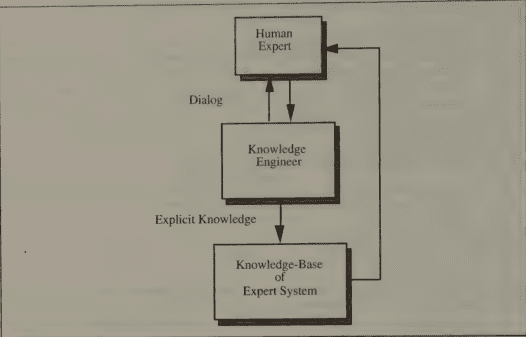 Human
Expert
Dialog
Knowledge
Engineer
Explicit Knowledge
Knowledge-Base
of
Expert System